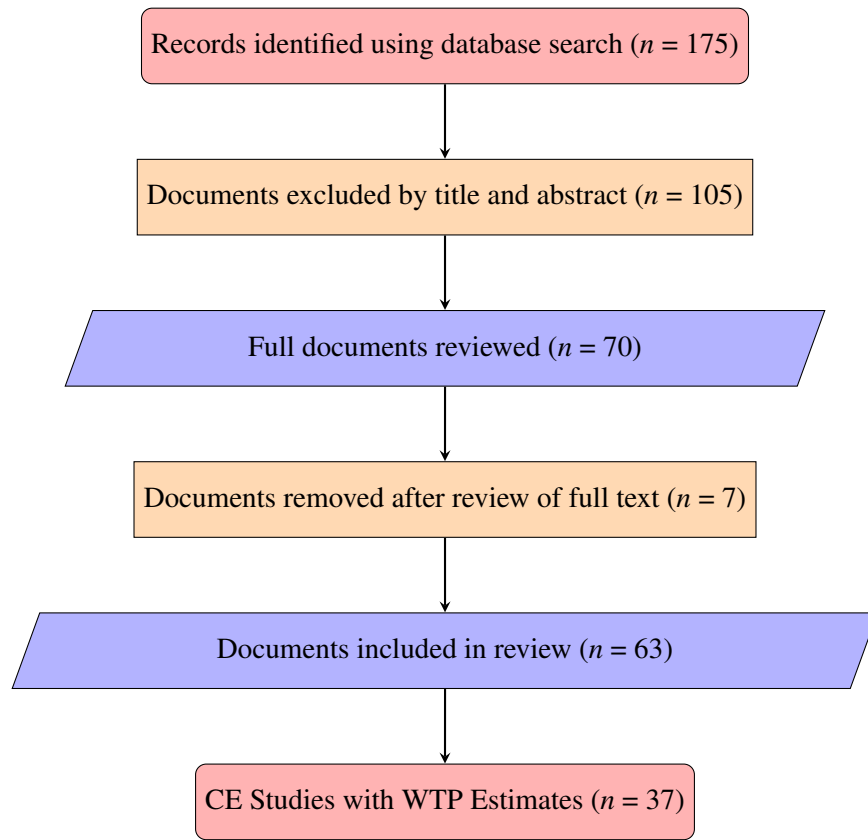 Records identified using database search (n = 175)
Documents excluded by title and abstract (n = 105)
Full documents reviewed (n = 70)
Documents removed after review of full text (n = 7)
Documents included in review (n = 63)
CE Studies with WTP Estimates (n = 37)